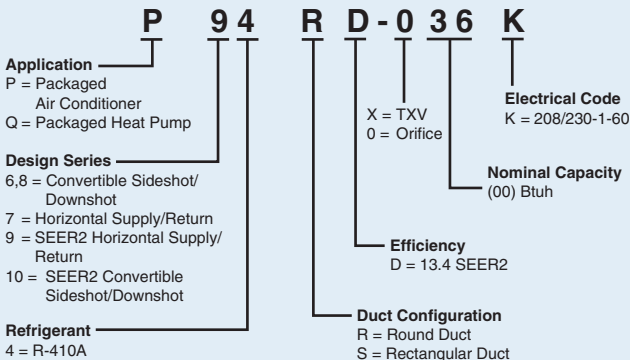 P 9 4 R D - 0 3 6 K
Application
P = Packaged
Air Conditioner
Q = Packaged Heat Pump
Design Series
6,8 = Convertible Sideshot/
Downshot
7 = Horizontal Supply/Return
9 = SEER2 Horizontal Supply/
Return
10 = SEER2 Convertible
Sideshot/Downshot
Refrigerant
4 = R-410A
X = TXV
0 = Orifice
Electrical Code
K = 208/230-1-60
Nominal Capacity
(00) Btuh
Efficiency
D = 13.4 SEER2
Duct Configuration
R = Round Duct
S = Rectangular Duct